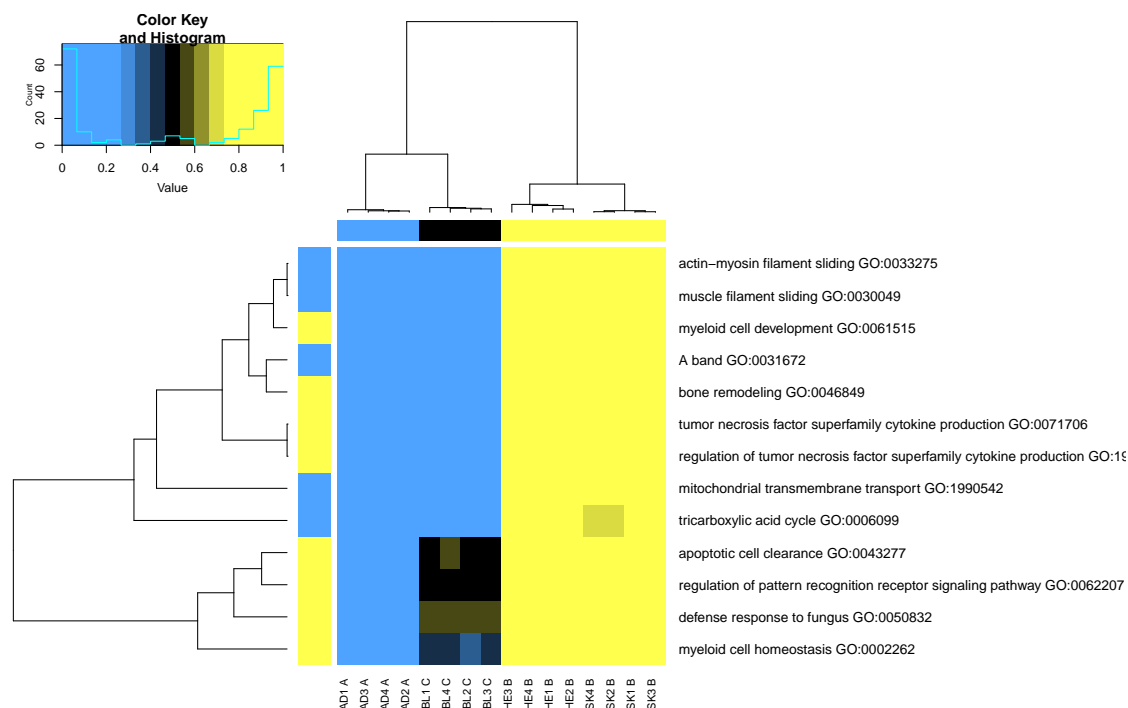 Color Key
and Histogram
Count
0 20 40 60
0 0.2 0.4 0.6 0.8 1
Value
actin−myosin filament sliding GO:0033275
muscle filament sliding GO:0030049
myeloid cell development GO:0061515
A band GO:0031672
bone remodeling GO:0046849
tumor necrosis factor superfamily cytokine production GO:0071706
regulation of tumor necrosis factor superfamily cytokine production GO:19
mitochondrial transmembrane transport GO:1990542
tricarboxylic acid cycle GO:0006099
apoptotic cell clearance GO:0043277
regulation of pattern recognition receptor signaling pathway GO:0062207
defense response to fungus GO:0050832
myeloid cell homeostasis GO:0002262
AD1 A
AD3 A
AD4 A
AD2 A
BL1 C
BL4 C
BL2 C
BL3 C
HE3 B
HE4 B
HE1 B
HE2 B
SK4 B
SK2 B
SK1 B
SK3 B